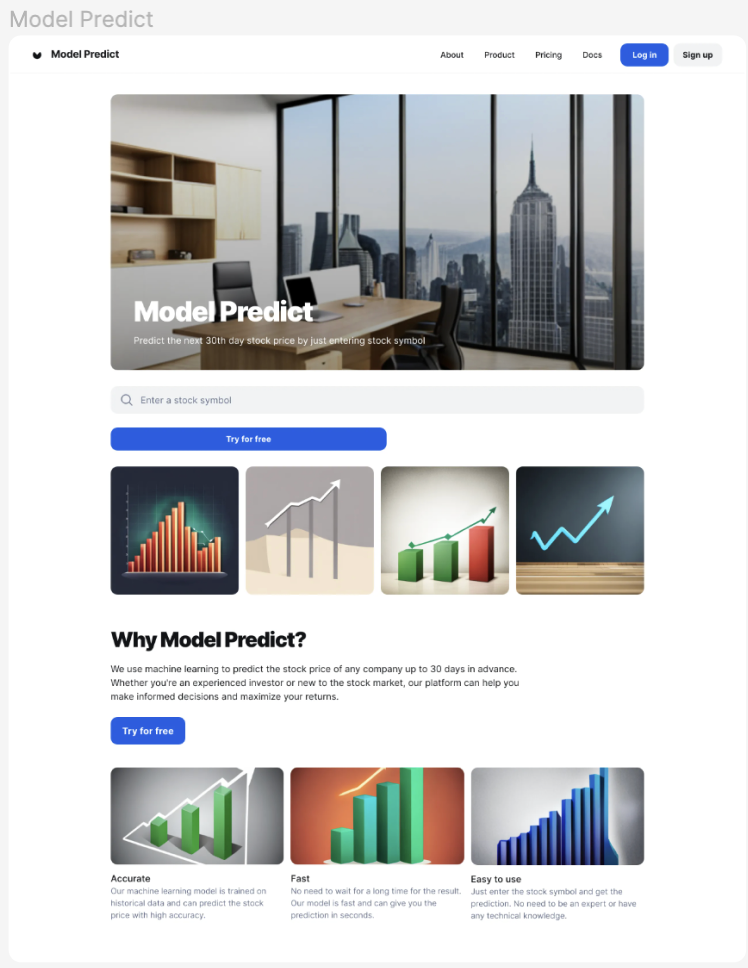 Model Predict
Model Predict
About
Product
Pricing
Docs
Log in
Sign up
Model Predict
Predict the next 30th day stock price by just entering stock symbol
Enter a stock symbol
Try for free
Why Model Predict?
We use machine learning to predict the stock price of any company up to 30 days in advance.
Whether you're an experienced investor or new to the stock market, our platform can help you
make informed decisions and maximize your returns.
Try for free
Accurate
Our machine learning model is trained on
historical data and can predict the stock
price with high accuracy.
Fast
No need to wait for a long time for the result.
Our model is fast and can give you the
prediction in seconds.
Easy to use
Just enter the stock symbol and get the
prediction. No need to be an expert or have
any technical knowledge.